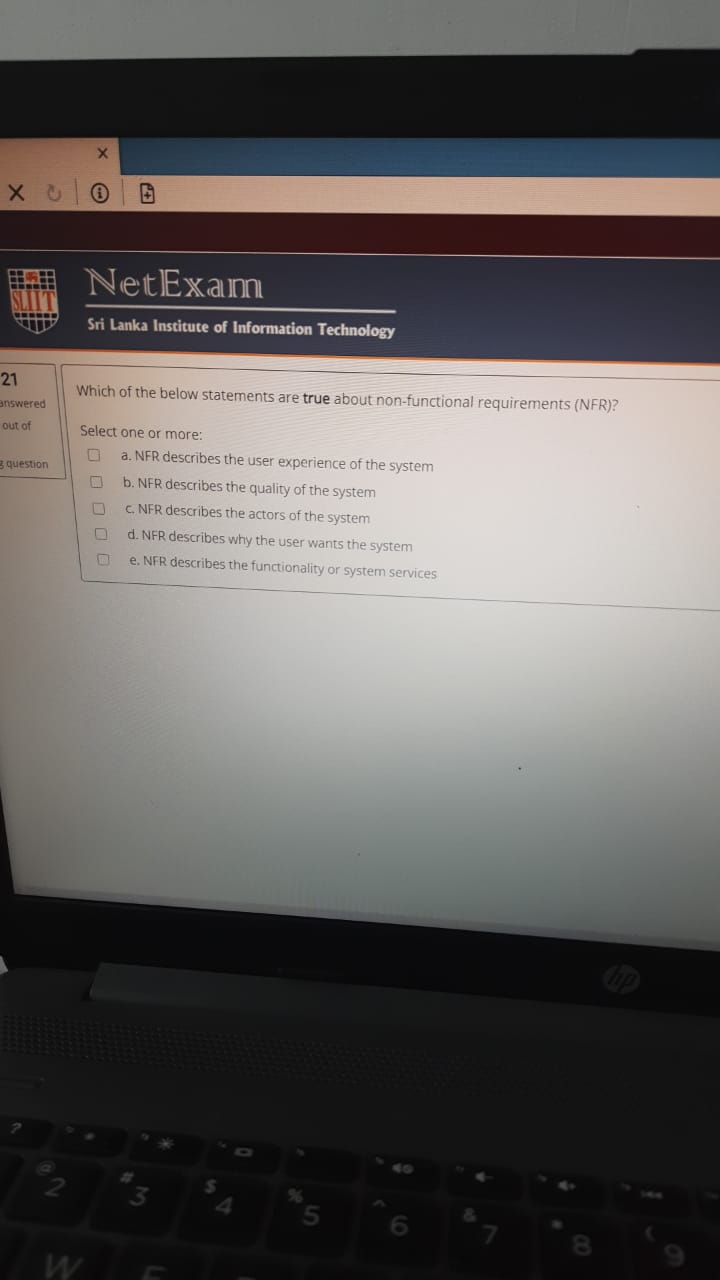 SLIIT
NetExam
Sri Lanka Institute of Information Technology
21
answered
out of
question
Which of the below statements are true about non-functional requirements (NFR)?
Select one or more:
a. NFR describes the user experience of the system
b. NFR describes the quality of the system
c. NFR describes the actors of the system
d. NFR describes why the user wants the system
e. NFR describes the functionality or system services
hp
?
@ # $ % ^ & * (
2 3 4 5 6 7 8 9
W